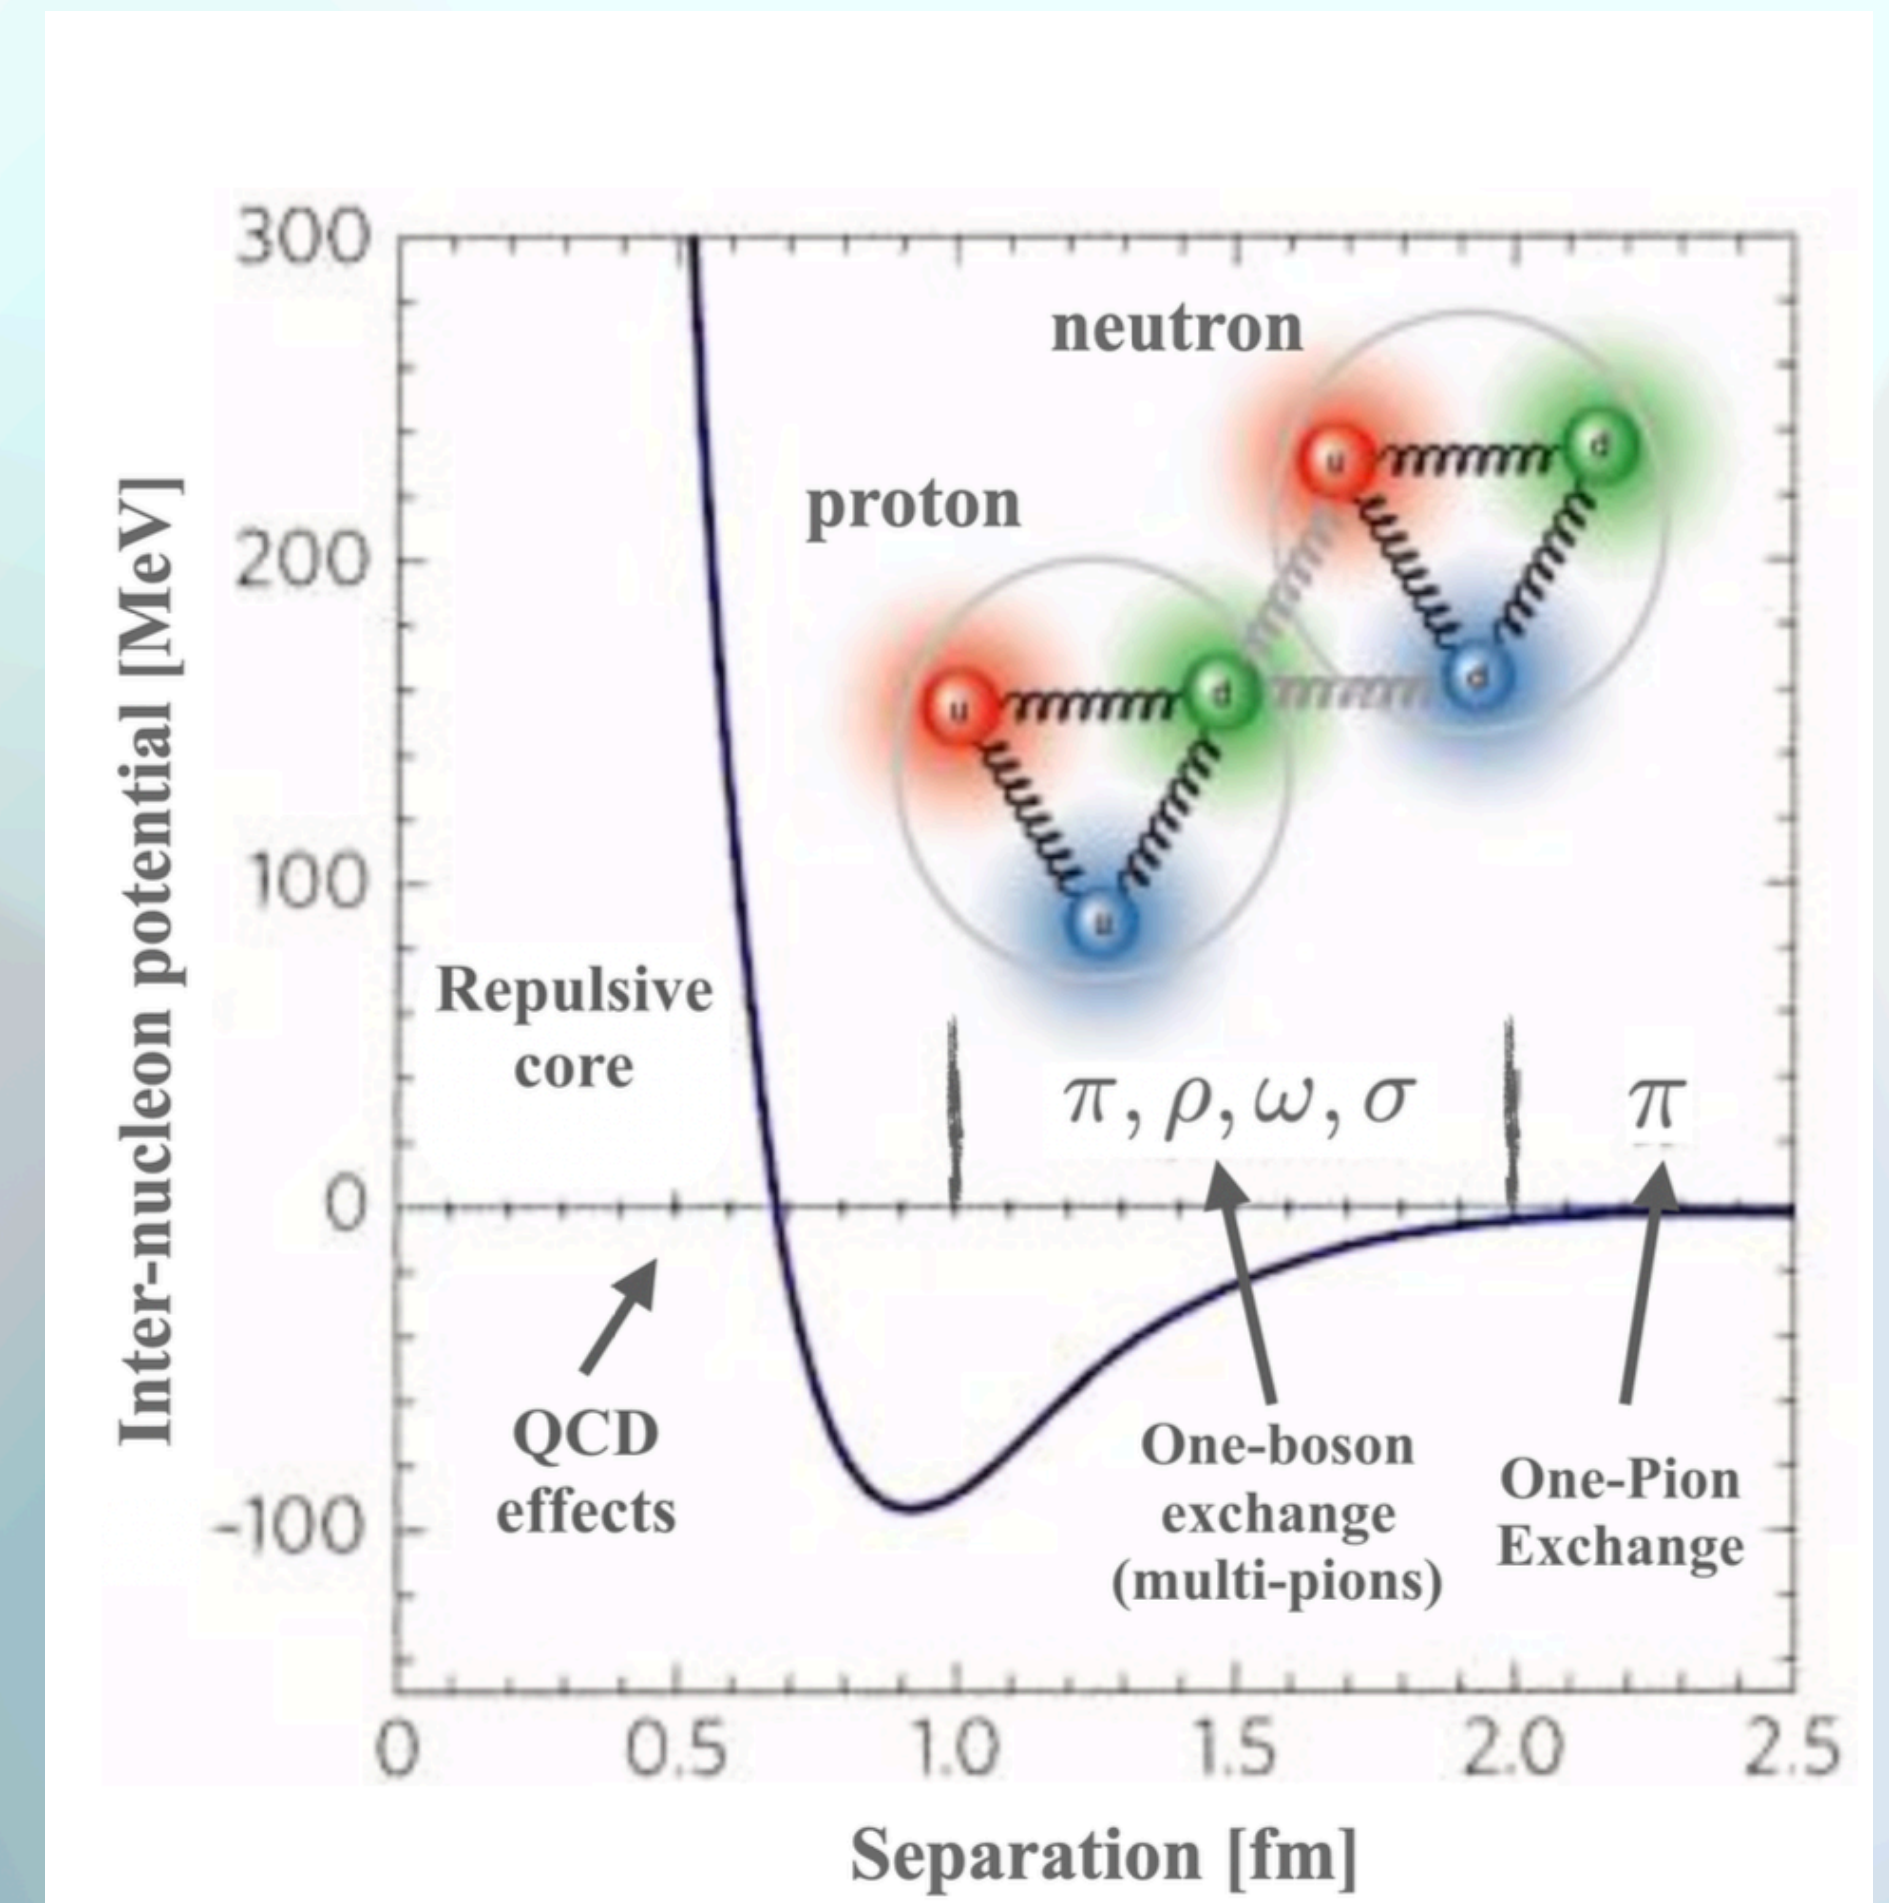 Inter-nucleon potential [MeV]
300
200
100
0
-100
neutron
u
d
d
proton
u
d
u
Repulsive
core
π, ρ, ω, σ
π
QCD
effects
One-boson
exchange
(multi-pions)
One-Pion
Exchange
0
0.5
1.0
1.5
2.0
2.5
Separation [fm]